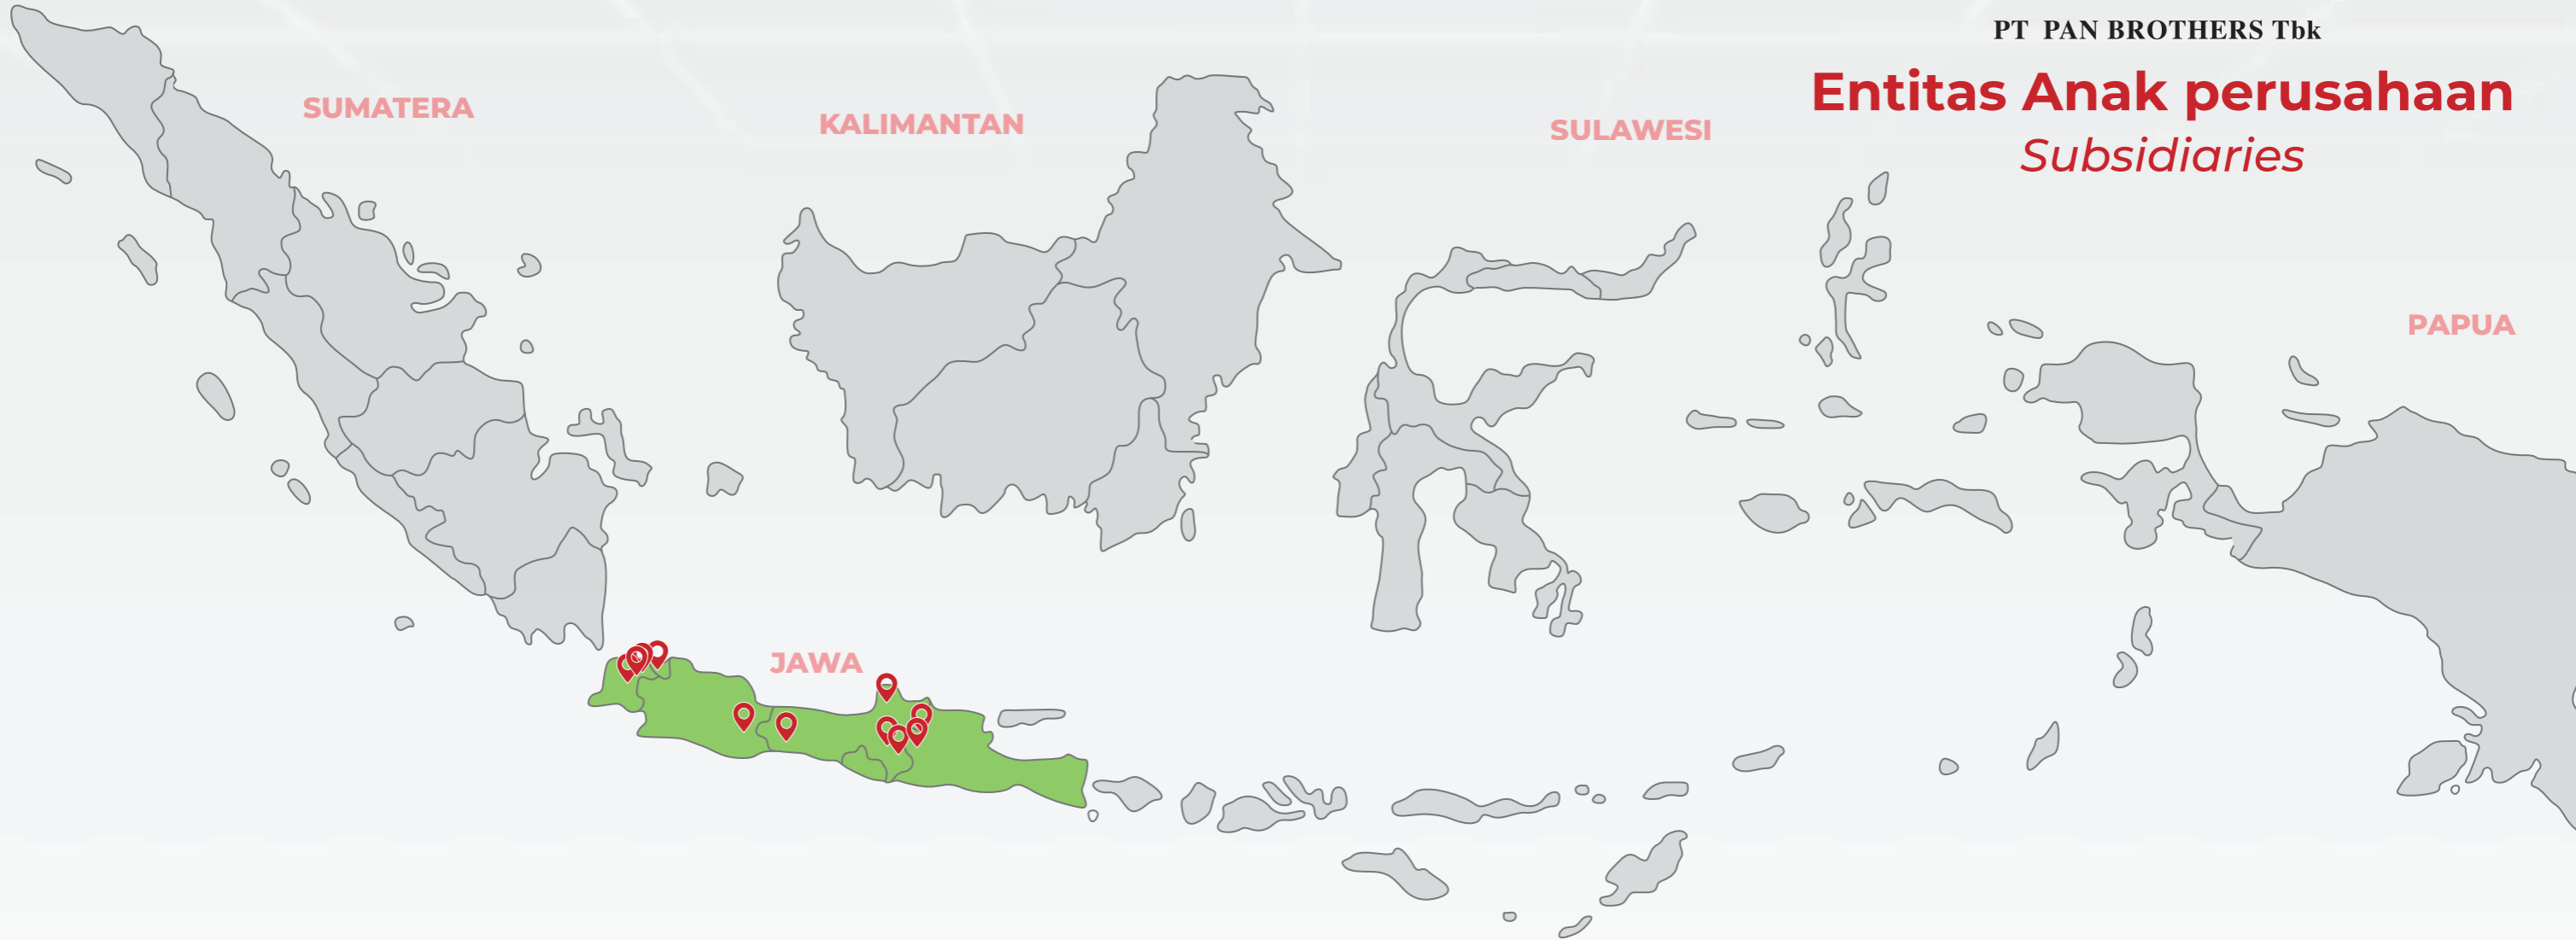 PT PAN BROTHERS Tbk
Entitas Anak perusahaan
Subsidiaries
SUMATERA
KALIMANTAN
SULAWESI
PAPUA
JAWA